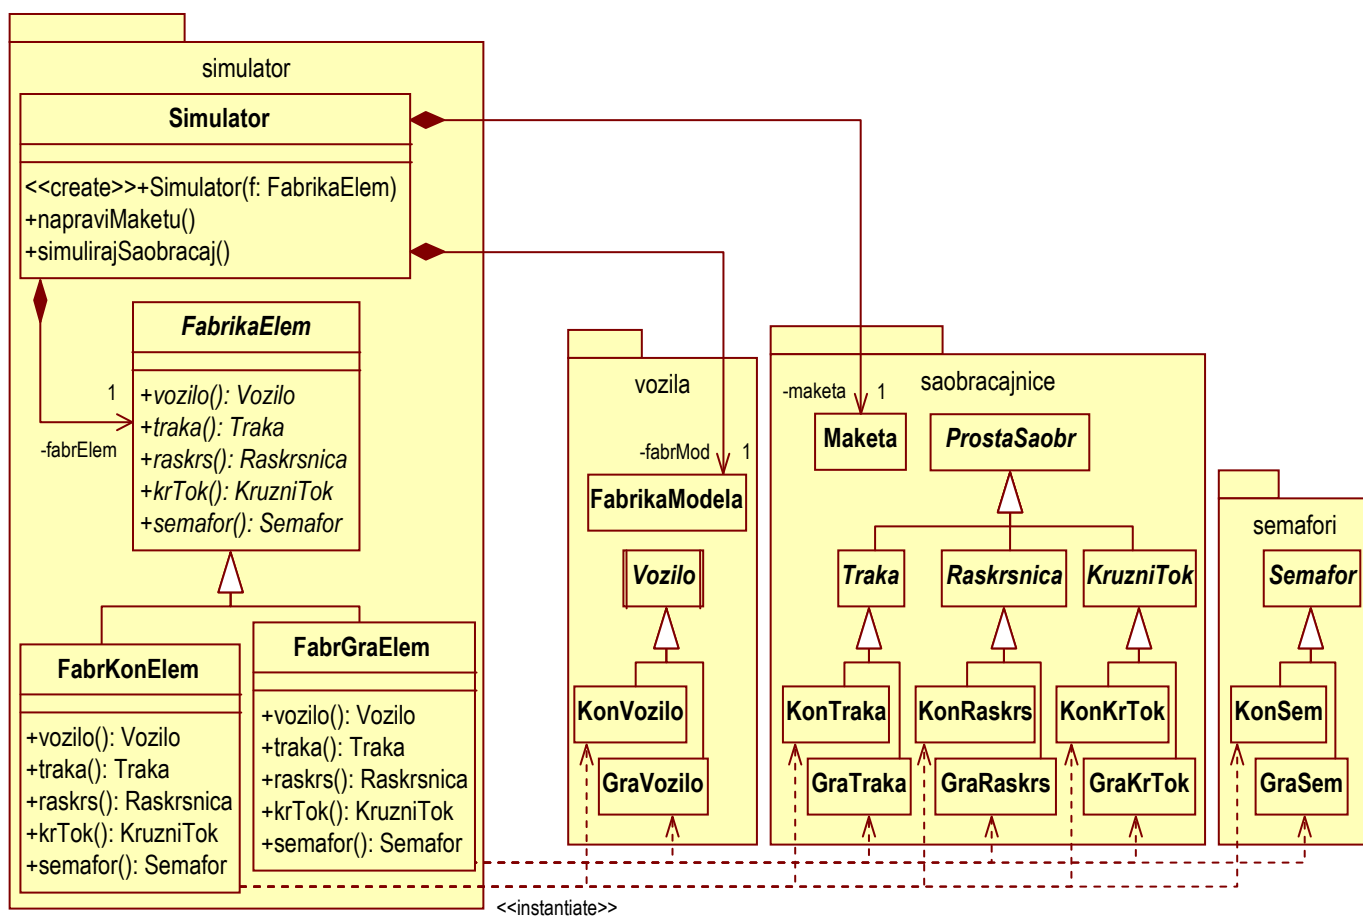 simulator
Simulator
<<create>>+Simulator(f: FabrikaElem)
+napraviMaketu()
+simulirajSaobracaj()
FabrikaElem
+vozilo(): Vozilo
+traka(): Traka
+raskrs(): Raskrsnica
+krTok(): KruzniTok
+semafor(): Semafor
1
-fabrElem
FabrKonElem
+vozilo(): Vozilo
+traka(): Traka
+raskrs(): Raskrsnica
+krTok(): KruzniTok
+semafor(): Semafor
FabrGraElem
+vozilo(): Vozilo
+traka(): Traka
+raskrs(): Raskrsnica
+krTok(): KruzniTok
+semafor(): Semafor
vozila
-fabrMod 1
FabrikaModela
Vozilo
KonVozilo
GraVozilo
saobracajnice
-maketa 1
Maketa
ProstaSaobr
Traka
Raskrsnica
KruzniTok
KonTraka
KonRaskrs
KonKrTok
GraTraka
GraRaskrs
GraKrTok
semafori
Semafor
KonSem
GraSem
<<instantiate>>